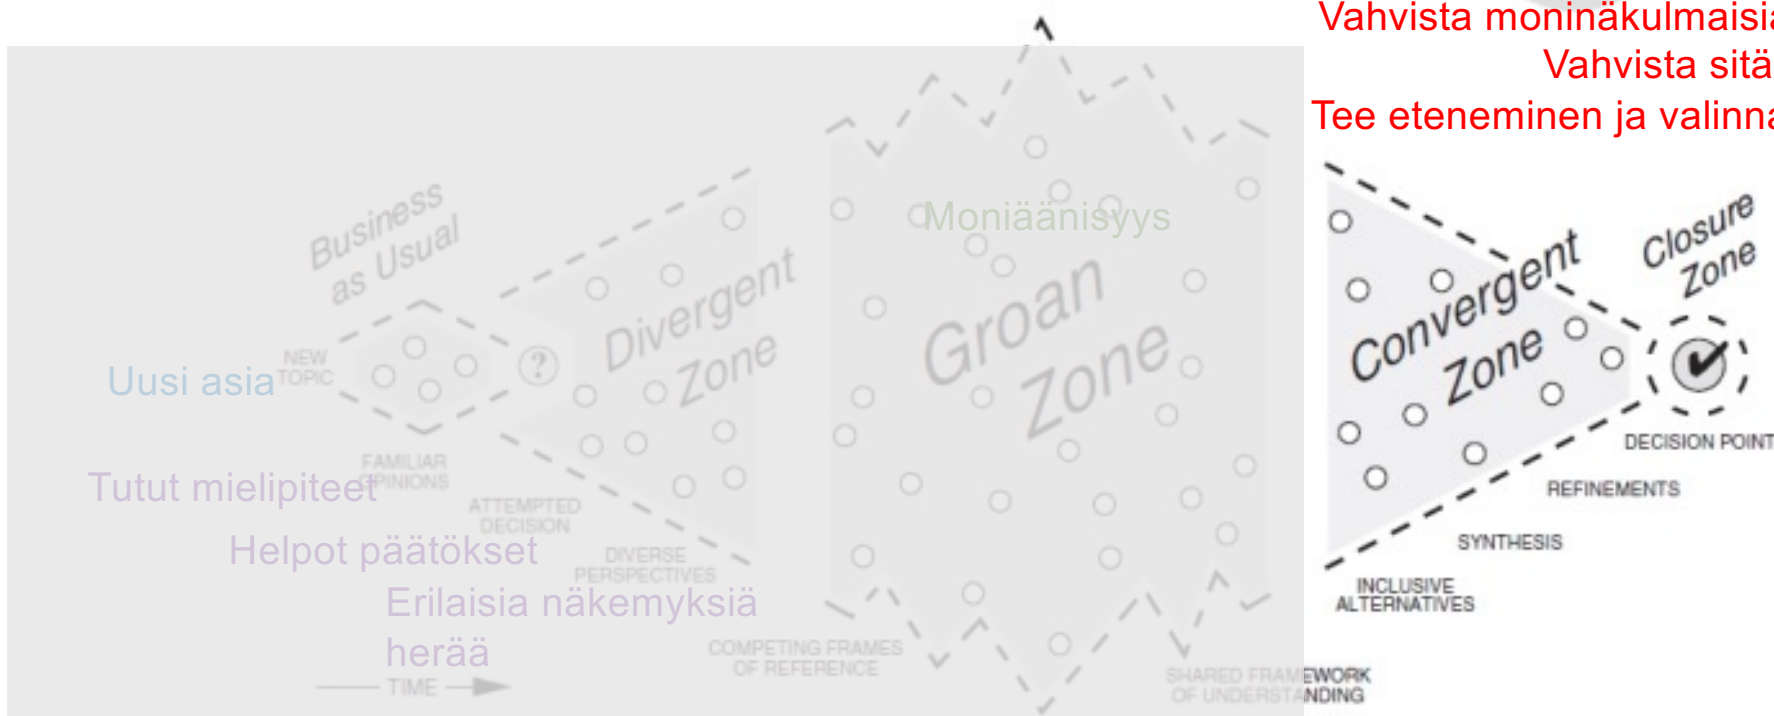 Vahvista moninäkulmaisia
Vahvista sitä
Tee eteneminen ja valinna
Business
as Usual
Divergent
Zone
Moniäänisyys
Groan
Zone
Convergent
Zone
Closure
Zone
NEW
TOPIC
Uusi asia
?
FAMILIAR
OPINIONS
Tutut mielipiteet
ATTEMPTED
DECISION
Helpot päätökset
DIVERSE
PERSPECTIVES
Erilaisia näkemyksiä
herää
COMPETING FRAMES
OF REFERENCE
TIME
SHARED FRAMEWORK
OF UNDERSTANDING
INCLUSIVE
ALTERNATIVES
SYNTHESIS
REFINEMENTS
DECISION POINT